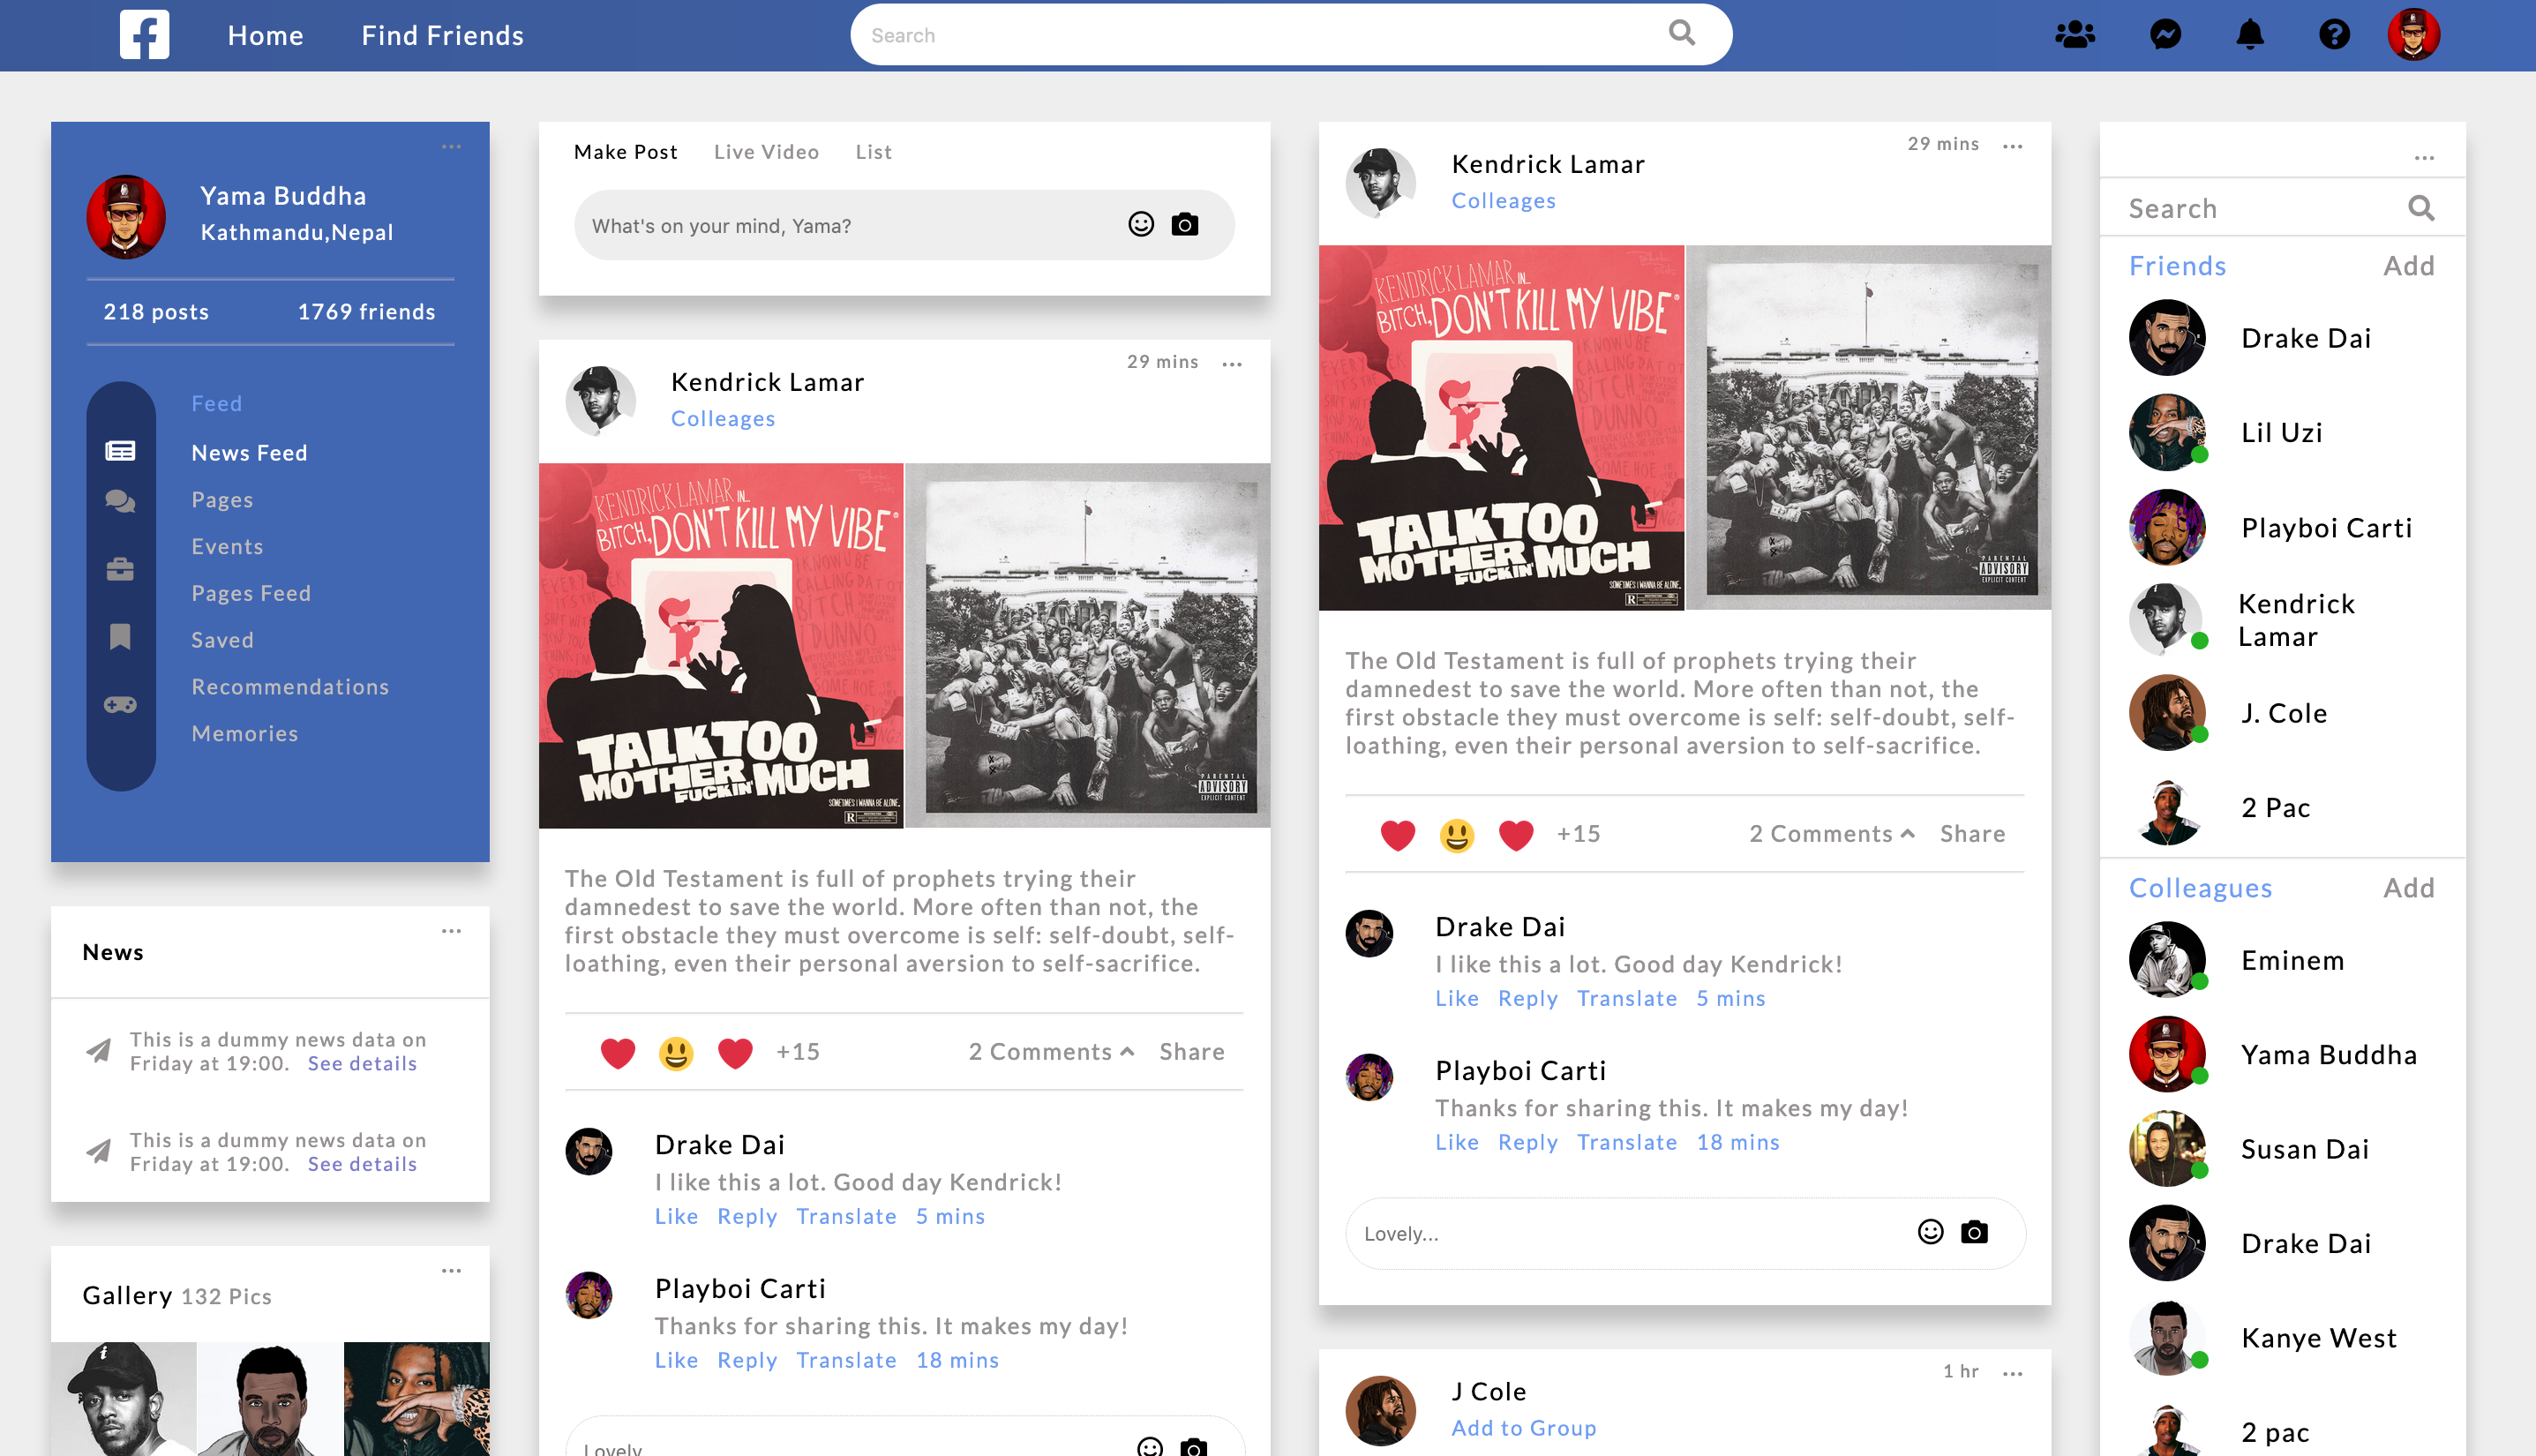 Home
Find Friends
Search
Yama Buddha
Kathmandu,Nepal
218 posts
1769 friends
Feed
News Feed
Pages
Events
Pages Feed
Saved
Recommendations
Memories
News
This is a dummy news data on
Friday at 19:00. See details
This is a dummy news data on
Friday at 19:00. See details
Gallery 132 Pics
Make Post
Live Video
List
What's on your mind, Yama?
Kendrick Lamar
29 mins
Colleages
KENDRICK LAMAR IN...
BITCH, DON'T KILL MY VIBE
TALK TOO
MOTHER FUCKIN' MUCH
SOMETIMES I WANNA BE ALONE.
R
PARENTAL
ADVISORY
EXPLICIT CONTENT
The Old Testament is full of prophets trying their
damnedest to save the world. More often than not, the
first obstacle they must overcome is self: self-doubt, self-
loathing, even their personal aversion to self-sacrifice.
+15
2 Comments
Share
Drake Dai
I like this a lot. Good day Kendrick!
Like Reply Translate 5 mins
Playboi Carti
Thanks for sharing this. It makes my day!
Like Reply Translate 18 mins
Lovely...
Kendrick Lamar
29 mins
Colleages
KENDRICK LAMAR IN...
BITCH, DON'T KILL MY VIBE
TALK TOO
MOTHER FUCKIN' MUCH
SOMETIMES I WANNA BE ALONE.
R
PARENTAL
ADVISORY
EXPLICIT CONTENT
The Old Testament is full of prophets trying their
damnedest to save the world. More often than not, the
first obstacle they must overcome is self: self-doubt, self-
loathing, even their personal aversion to self-sacrifice.
+15
2 Comments
Share
Drake Dai
I like this a lot. Good day Kendrick!
Like Reply Translate 5 mins
Playboi Carti
Thanks for sharing this. It makes my day!
Like Reply Translate 18 mins
Lovely...
J Cole
1 hr
Add to Group
Search
Friends
Add
Drake Dai
Lil Uzi
Playboi Carti
Kendrick
Lamar
J. Cole
2 Pac
Colleagues
Add
Eminem
Yama Buddha
Susan Dai
Drake Dai
Kanye West
2 pac